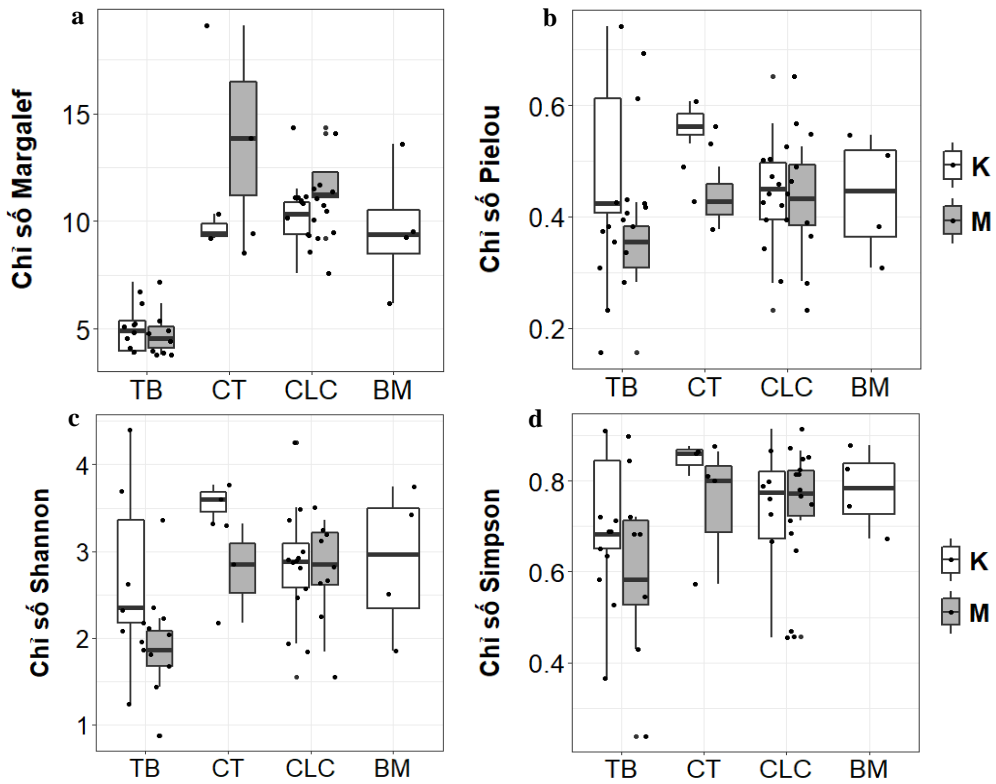 a
Chỉ số Margalef
15
10
5
TB CT CLC BM
b
Chỉ số Pielou
0.6
0.4
0.2
TB CT CLC BM
K
M
c
Chỉ số Shannon
4
3
2
1
TB CT CLC BM
d
Chỉ số Simpson
0.8
0.6
0.4
TB CT CLC BM
K
M